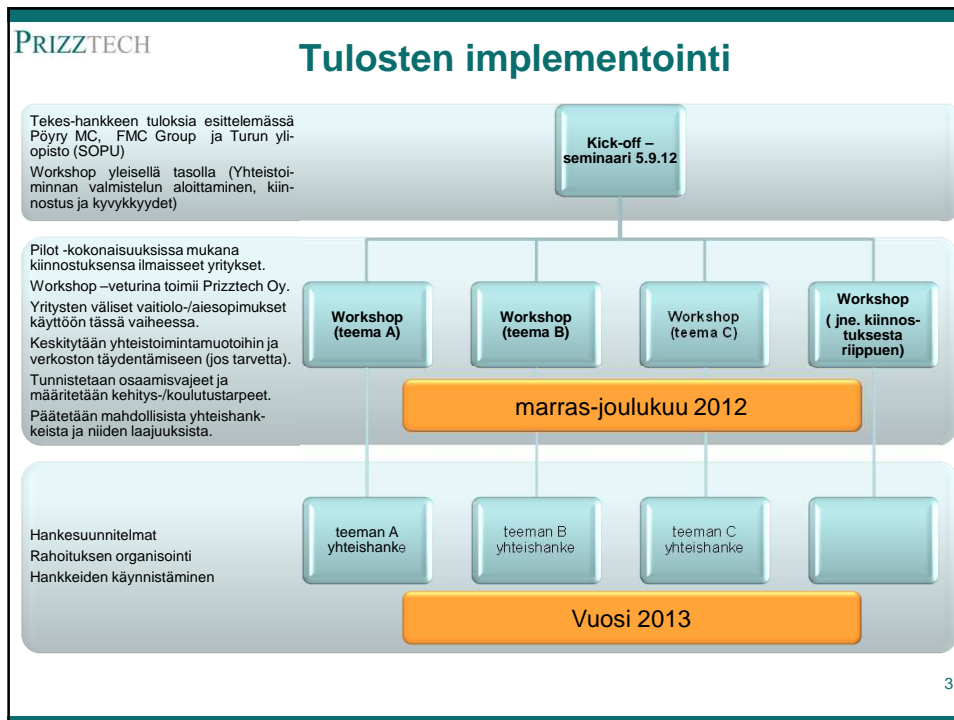 PRIZZTECH
Tulosten implementointi
Tekes-hankkeen tuloksia esittelemässä
Pöyry MC, FMC Group ja Turun yli-
opisto (SOPU)
Workshop yleisellä tasolla (Yhteistoi-
minnan valmistelun aloittaminen, kiin-
nostus ja kyvykkyydet)
Kick-off –
seminaari 5.9.12
Pilot -kokonaisuuksissa mukana
kiinnostuksensa ilmaisseet yritykset.
Workshop –veturina toimii Prizztech Oy.
Yritysten väliset vaitiolo-/aiesopimukset
käyttöön tässä vaiheessa.
Keskitytään yhteistoimintamuotoihin ja
verkoston täydentämiseen (jos tarvetta).
Tunnistetaan osaamisvajeet ja
määritetään kehitys-/koulutustarpeet.
Päätetään mahdollisista yhteishank-
keista ja niiden laajuuksista.
Workshop
(teema A)
Workshop
(teema B)
Workshop
(teema C)
Workshop
( jne. kiinnos-
tuksesta
riippuen)
marras-joulukuu 2012
Hankesuunnitelmat
Rahoituksen organisointi
Hankkeiden käynnistäminen
teeman A
yhteishanke
teeman B
yhteishanke
teeman C
yhteishanke
Vuosi 2013
3